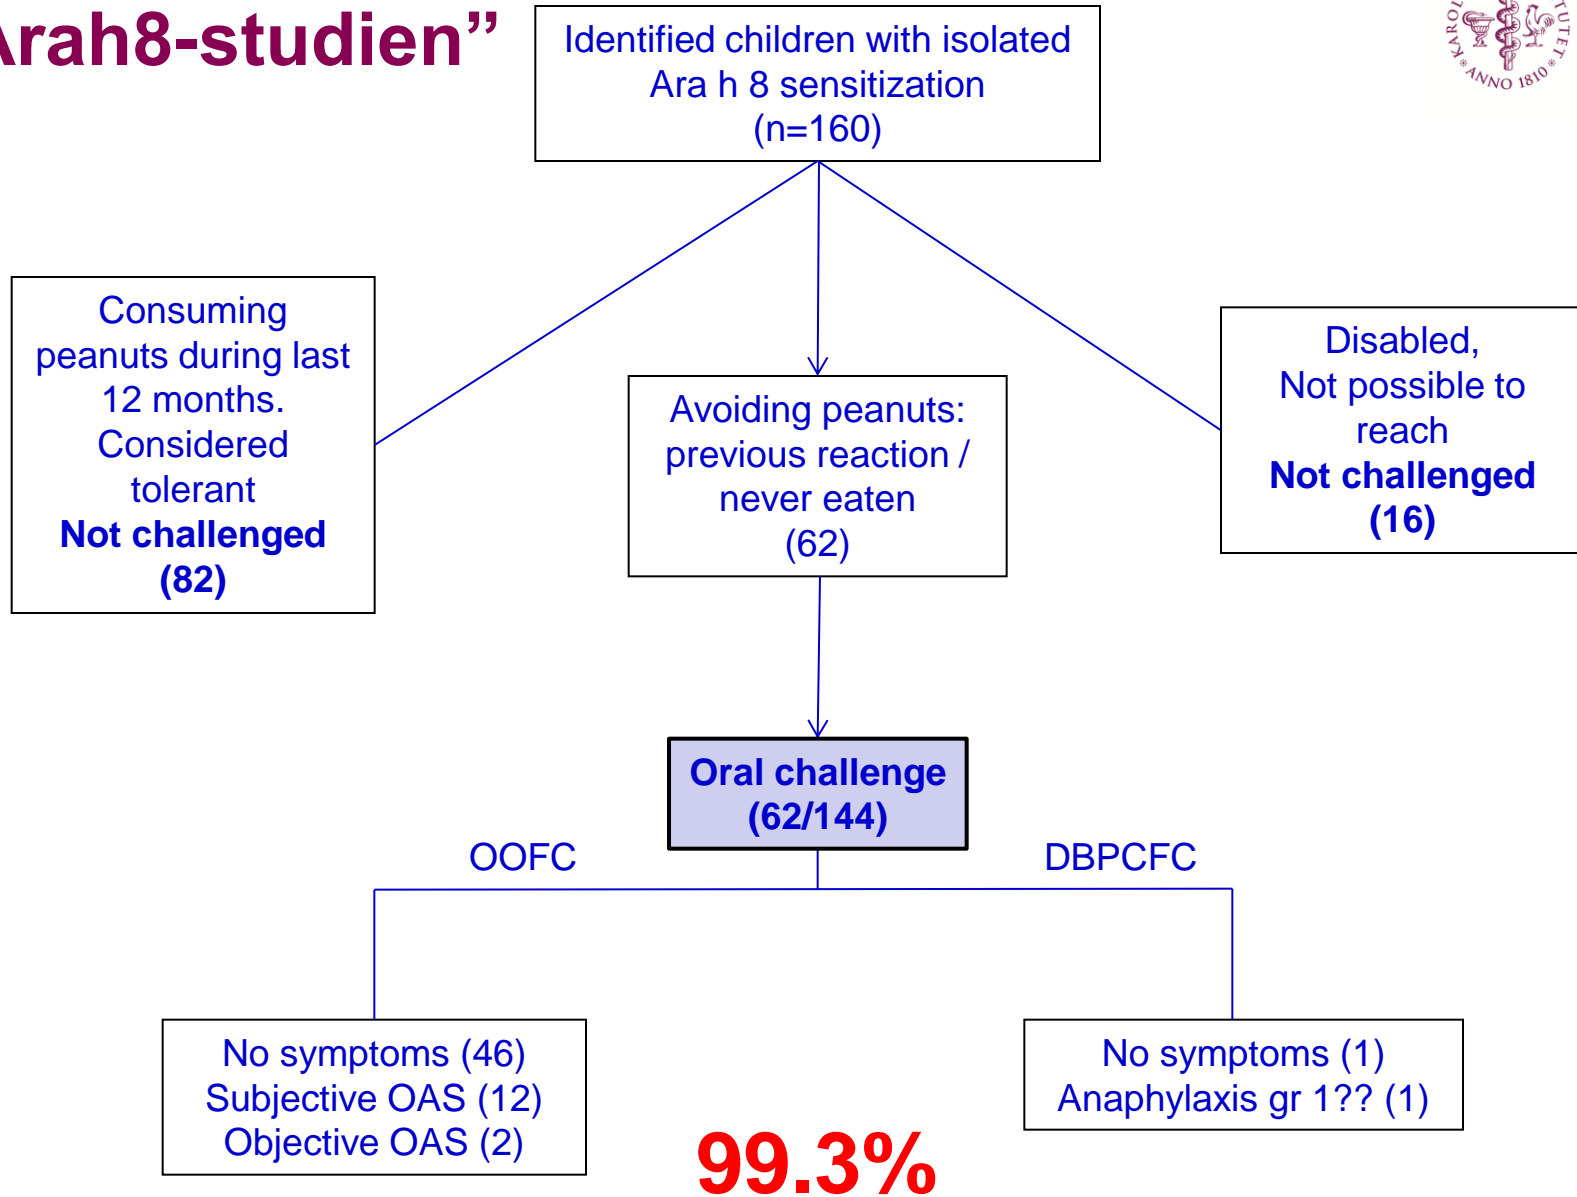 Arah8-studien”
Identified children with isolated
Ara h 8 sensitization
(n=160)
ANNO 1810
Consuming
peanuts during last
12 months.
Considered
tolerant
Not challenged
(82)
Avoiding peanuts:
previous reaction /
never eaten
(62)
Disabled,
Not possible to
reach
Not challenged
(16)
Oral challenge
(62/144)
OOFC
DBPCFC
No symptoms (46)
Subjective OAS (12)
Objective OAS (2)
No symptoms (1)
Anaphylaxis gr 1?? (1)
99.3%